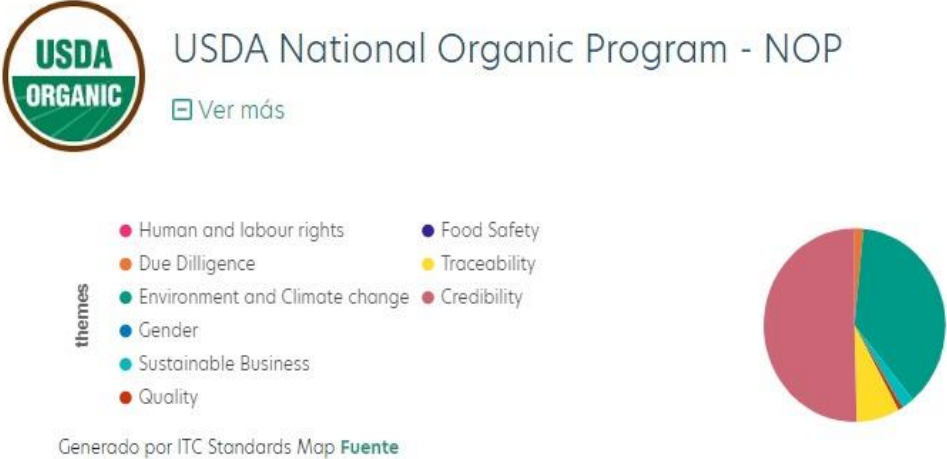 USDA
ORGANIC
USDA National Organic Program - NOP
Ver más
themes
Human and labour rights
Due Dilligence
Environment and Climate change
Gender
Sustainable Business
Quality
Food Safety
Traceability
Credibility
Generado por ITC Standards Map Fuente